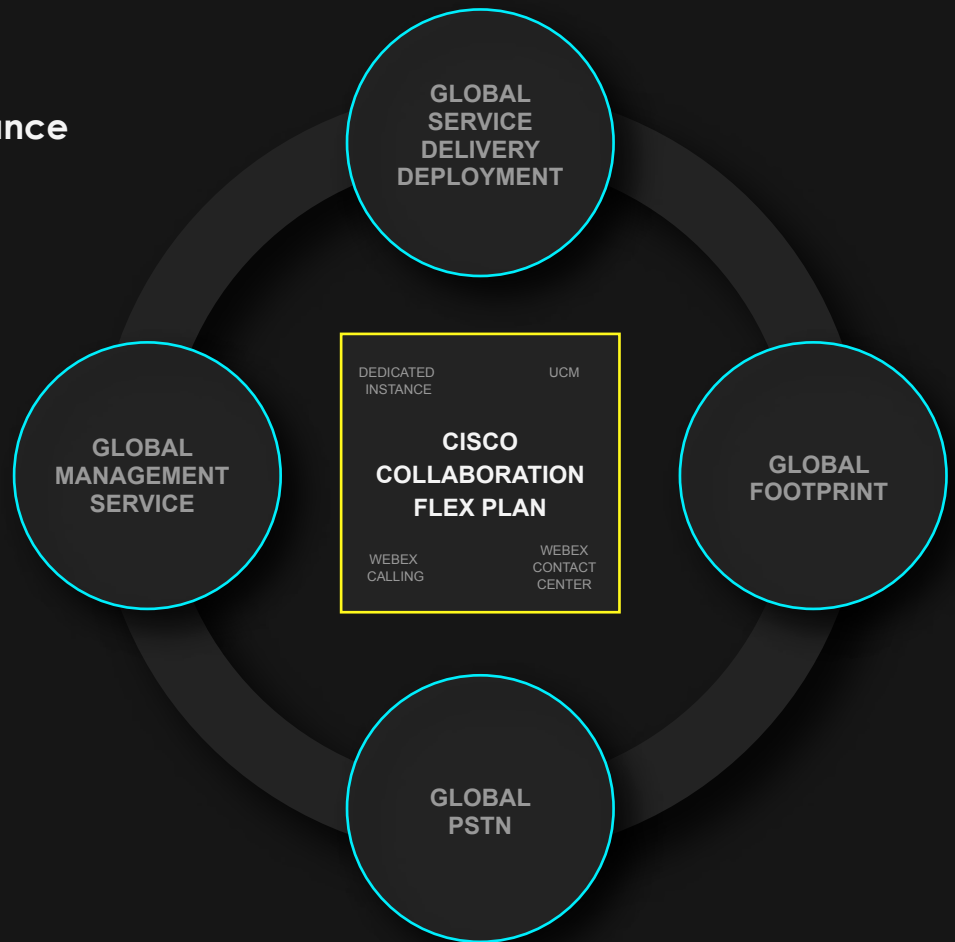 GLOBAL
SERVICE
DELIVERY
DEPLOYMENT
GLOBAL
MANAGEMENT
SERVICE
DEDICATED
INSTANCE
UCM
CISCO
COLLABORATION
FLEX PLAN
WEBEX
CALLING
WEBEX
CONTACT
CENTER
GLOBAL
FOOTPRINT
GLOBAL
PSTN